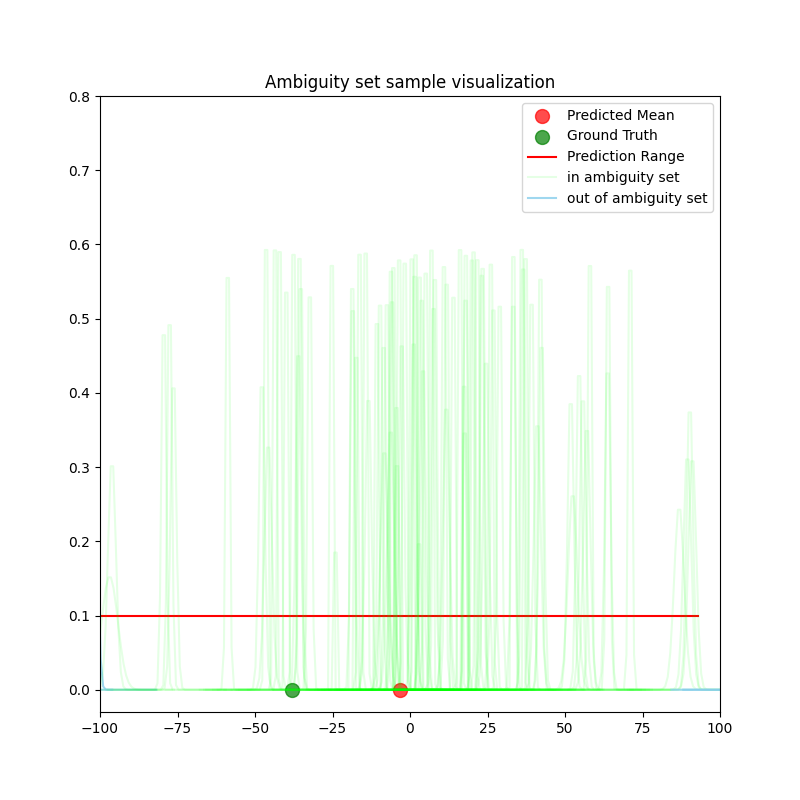 Ambiguity set sample visualization
0.8
0.7
0.6
0.5
0.4
0.3
0.2
0.1
0.0
Predicted Mean
Ground Truth
Prediction Range
in ambiguity set
out of ambiguity set
−100 −75 −50 −25 0 25 50 75 100